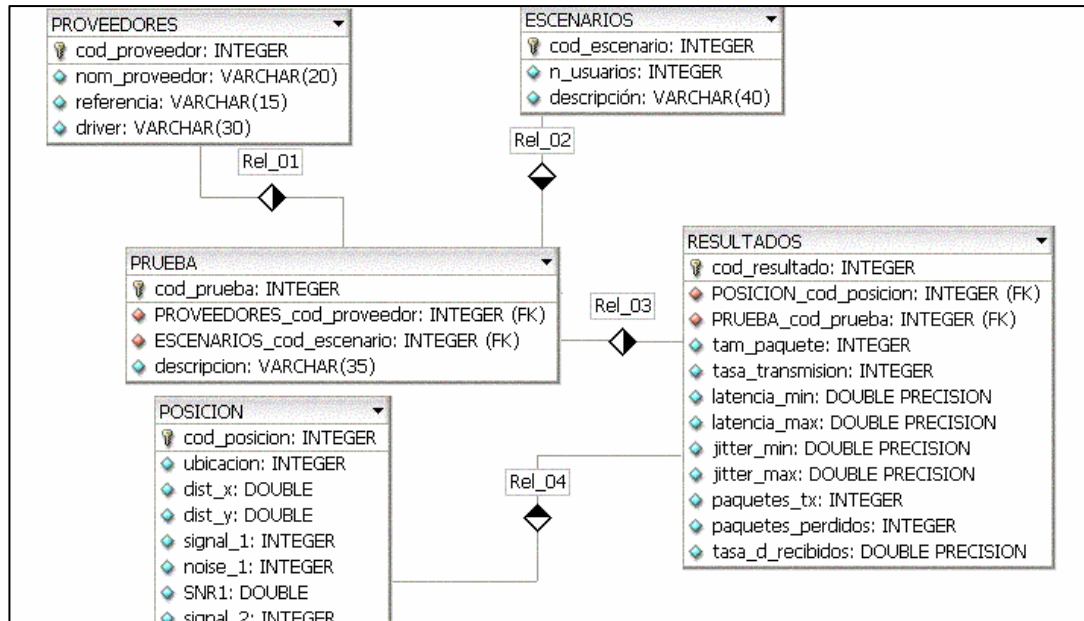 PROVEEDORES
cod_proveedor: INTEGER
nom_proveedor: VARCHAR(20)
referencia: VARCHAR(15)
driver: VARCHAR(30)
ESCENARIOS
cod_escenario: INTEGER
n_usuarios: INTEGER
descripción: VARCHAR(40)
Rel_01
Rel_02
PRUEBA
cod_prueba: INTEGER
PROVEEDORES_cod_proveedor: INTEGER (FK)
ESCENARIOS_cod_escenario: INTEGER (FK)
descripcion: VARCHAR(35)
Rel_03
RESULTADOS
cod_resultado: INTEGER
POSICION_cod_posicion: INTEGER (FK)
PRUEBA_cod_prueba: INTEGER (FK)
tam_paquete: INTEGER
tasa_transmision: INTEGER
latencia_min: DOUBLE PRECISION
latencia_max: DOUBLE PRECISION
jitter_min: DOUBLE PRECISION
jitter_max: DOUBLE PRECISION
paquetes_tx: INTEGER
paquetes_perdidos: INTEGER
tasa_d_recibidos: DOUBLE PRECISION
POSICION
cod_posicion: INTEGER
ubicacion: INTEGER
dist_x: DOUBLE
dist_y: DOUBLE
signal_1: INTEGER
noise_1: INTEGER
SNR1: DOUBLE
signal_2: INTEGER
Rel_04